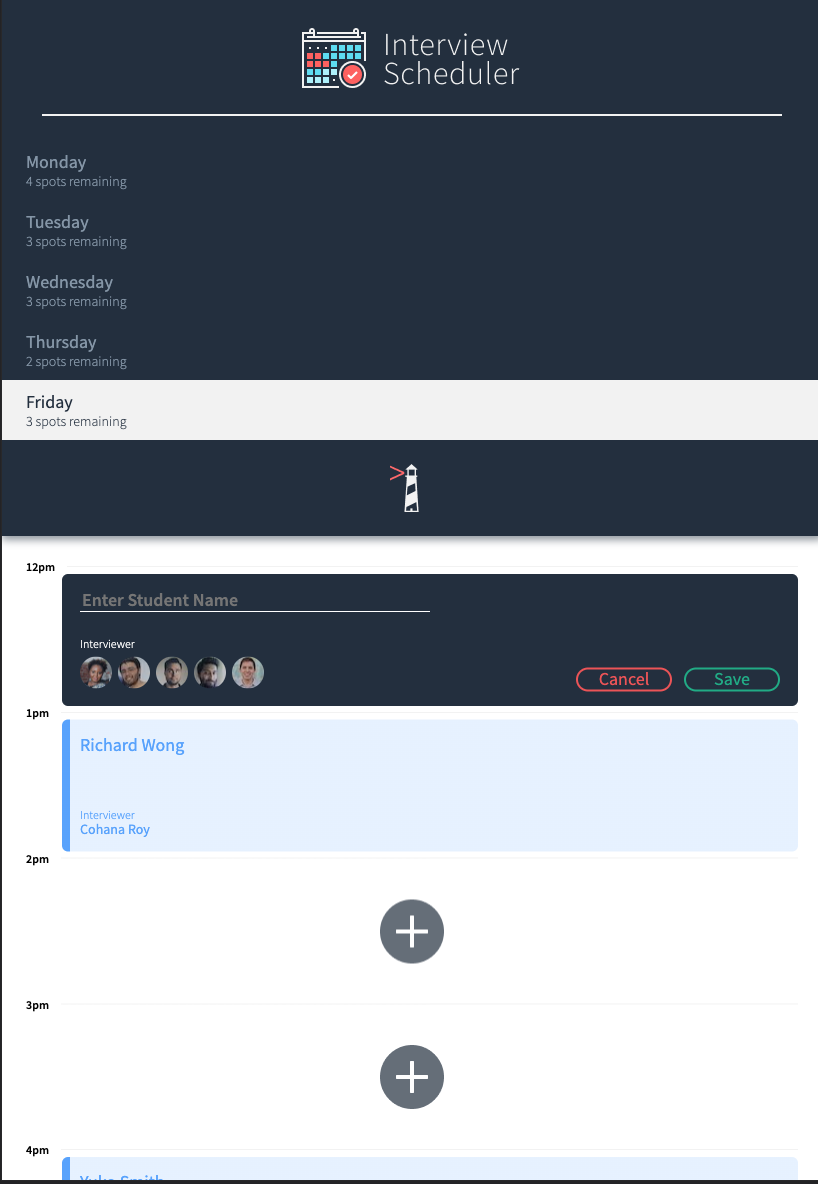 Interview
Scheduler
Monday
4 spots remaining
Tuesday
3 spots remaining
Wednesday
3 spots remaining
Thursday
2 spots remaining
Friday
3 spots remaining
12pm
Enter Student Name
Interviewer
Cancel
Save
1pm
Richard Wong
Interviewer
Cohana Roy
2pm
3pm
4pm
Yuko Smith